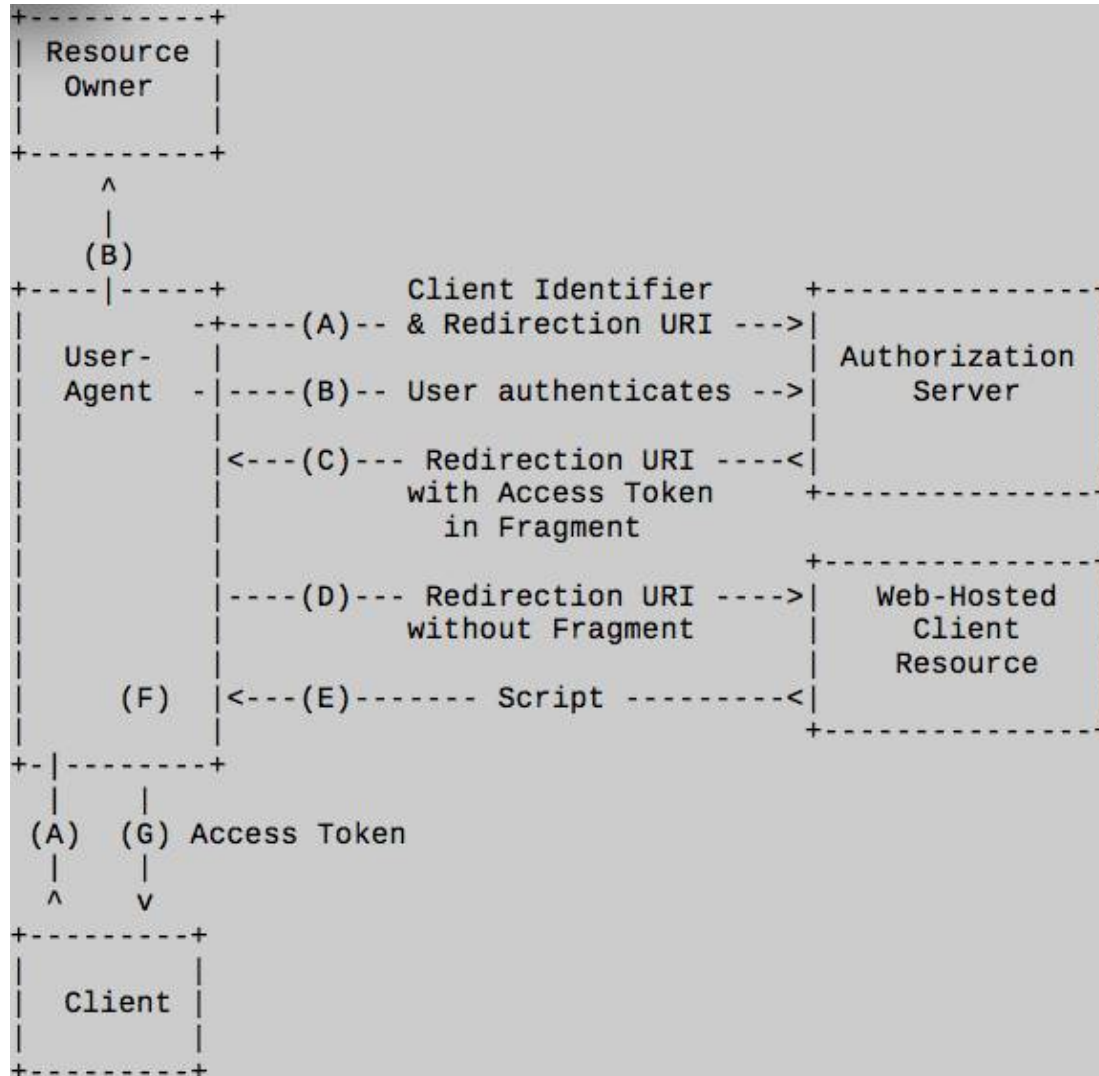 +----------+
| Resource |
|  Owner   |
|          |
+----------+
     ^
     |
    (B)
+----|-----+          Client Identifier     +---------------+
|         -+----(A)-- & Redirection URI --->|               |
|  User-   |                                | Authorization |
|  Agent  -|----(B)-- User authenticates -->|     Server    |
|          |                                |               |
|          |<---(C)--- Redirection URI ----<|               |
|          |          with Access Token     +---------------+
|          |            in Fragment
|          |                                +---------------+
|          |----(D)--- Redirection URI ---->|   Web-Hosted  |
|          |          without Fragment      |     Client    |
|          |                                |    Resource   |
|     (F)  |<---(E)------- Script ---------<|               |
|          |                                +---------------+
+-|--------+
  |    |
 (A)  (G) Access Token
  |    |
  ^    v
+---------+
|         |
|  Client |
|         |
+---------+